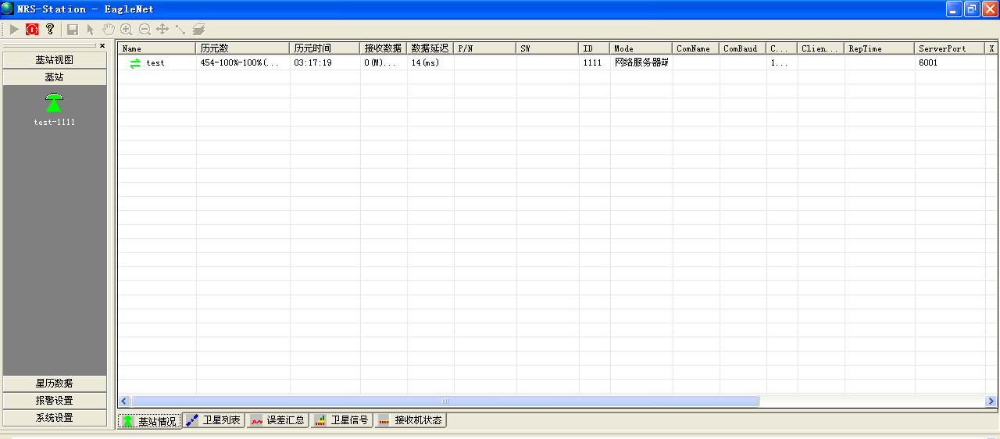 NRS-Station - EagleNet
基站视图
基站
test-1111
星历数据
报警设置
系统设置
Name 历元数 历元时间 接收数据 数据延迟 P/N SW ID Mode ComName ComBaud C... Clien... RepTime ServerPort X
test 454-100%-100%(... 03:17:19 0(M)... 14(ms) 1111 网络服务器端 1... 6001
基站情况 卫星列表 误差汇总 卫星信号 接收机状态